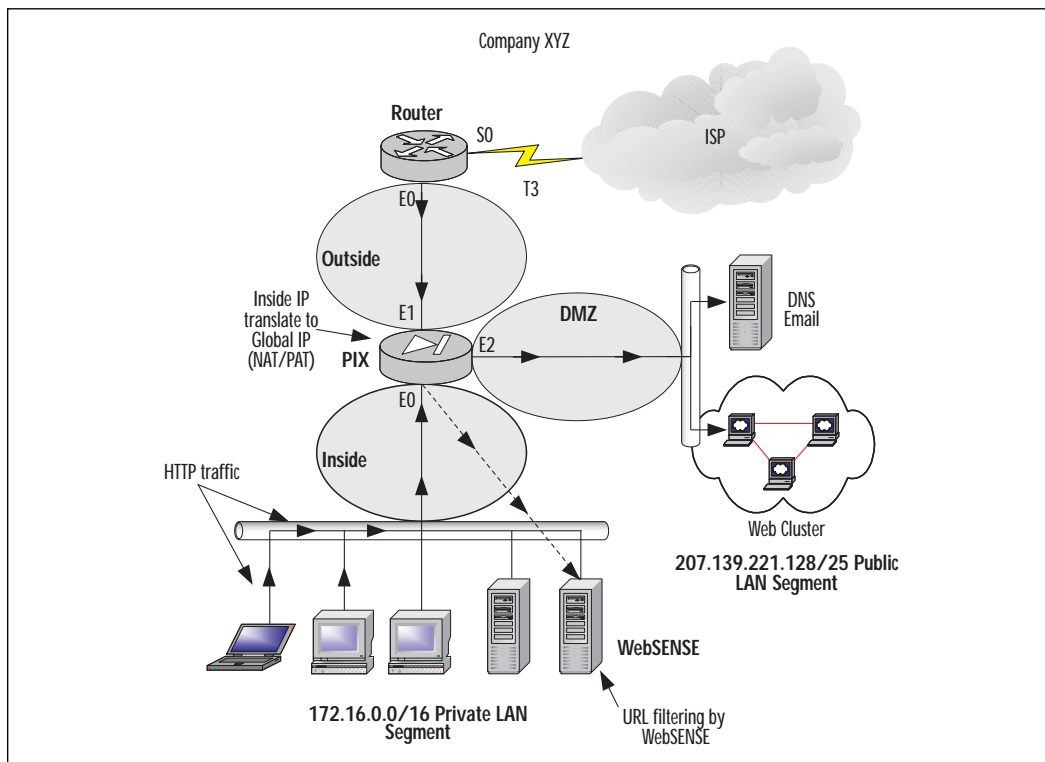 Company XYZ
Router
S0
ISP
T3
E0
Outside
Inside IP
translate to
Global IP
(NAT/PAT)
E1
DMZ
DNS
Email
PIX
E2
E0
Inside
HTTP traffic
Web Cluster
207.139.221.128/25 Public
LAN Segment
WebSENSE
172.16.0.0/16 Private LAN
Segment
URL filtering by
WebSENSE